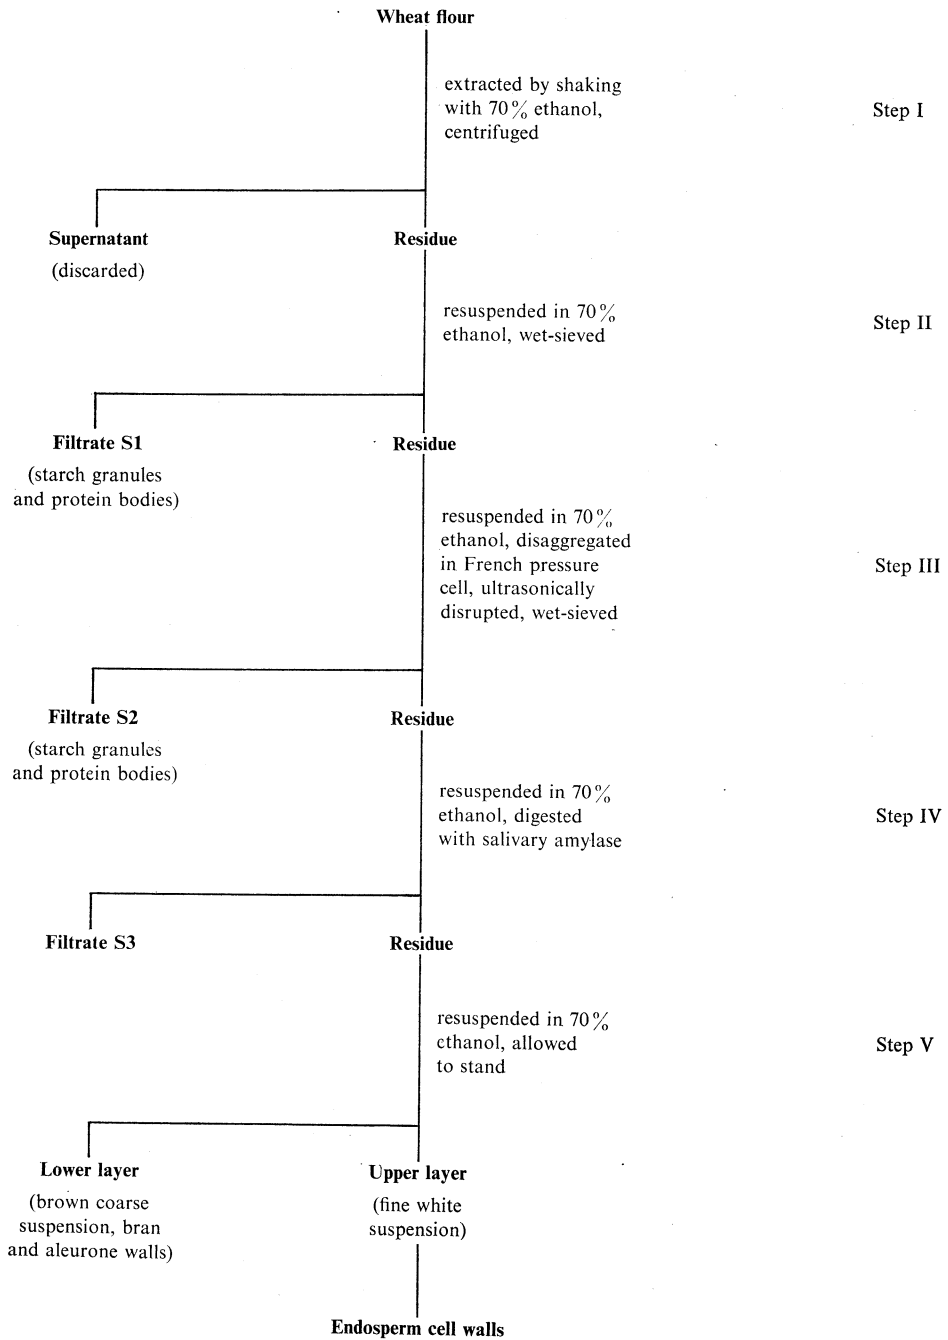 Wheat flour
extracted by shaking
with 70% ethanol,
centrifuged
Step I
Supernatant
(discarded)
Residue
resuspended in 70%
ethanol, wet-sieved
Step II
Filtrate S1
(starch granules
and protein bodies)
Residue
resuspended in 70%
ethanol, disaggregated
in French pressure
cell, ultrasonically
disrupted, wet-sieved
Step III
Filtrate S2
(starch granules
and protein bodies)
Residue
resuspended in 70%
ethanol, digested
with salivary amylase
Step IV
Filtrate S3
Residue
resuspended in 70%
ethanol, allowed
to stand
Step V
Lower layer
(brown coarse
suspension, bran
and aleurone walls)
Upper layer
(fine white
suspension)
Endosperm cell walls